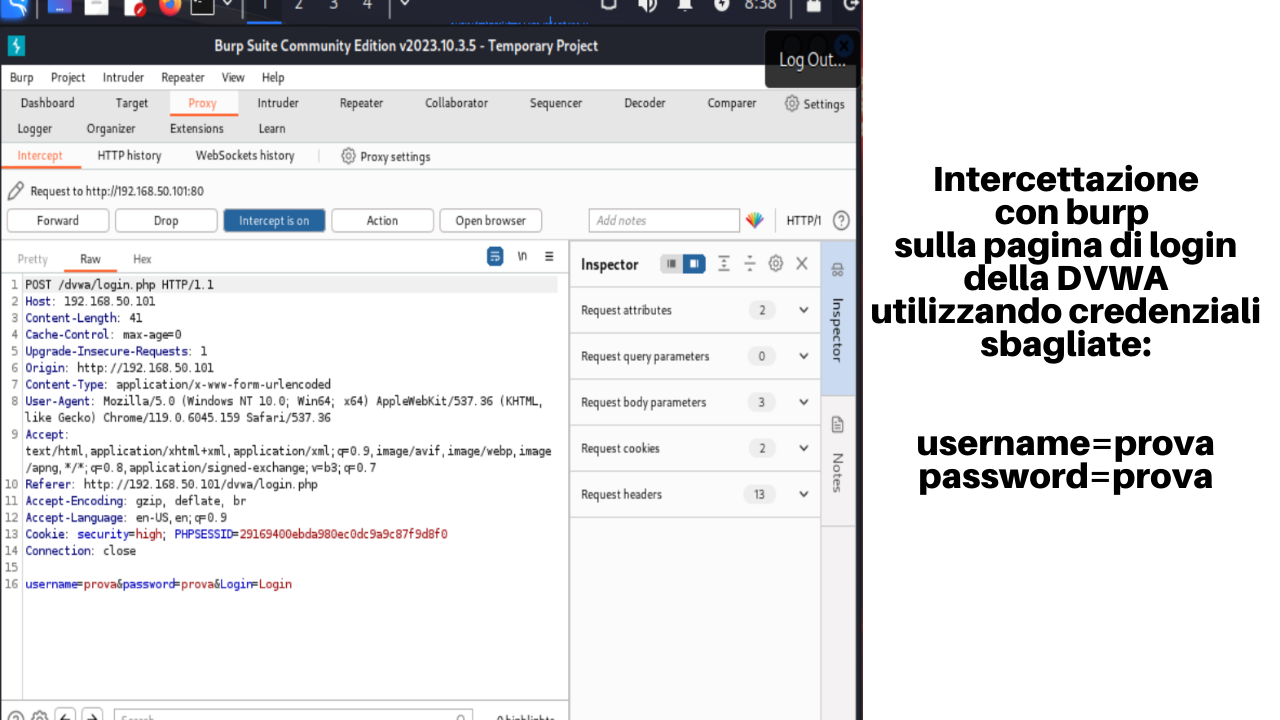 1 2 3 4 8:38
Burp Suite Community Edition v2023.10.3.5 - Temporary Project
Log Out...
Burp Project Intruder Repeater View Help
Dashboard Target Proxy Intruder Repeater Collaborator Sequencer Decoder Comparer Settings
Logger Organizer Extensions Learn
Intercept HTTP history WebSockets history Proxy settings
Request to http://192.168.50.101:80
Forward Drop Intercept is on Action Open browser Add notes HTTP/1
Pretty Raw Hex \n
1 POST /dvwa/login.php HTTP/1.1
2 Host: 192.168.50.101
3 Content-Length: 41
4 Cache-Control: max-age=0
5 Upgrade-Insecure-Requests: 1
6 Origin: http://192.168.50.101
7 Content-Type: application/x-www-form-urlencoded
8 User-Agent: Mozilla/5.0 (Windows NT 10.0; Win64; x64) AppleWebKit/537.36 (KHTML,
like Gecko) Chrome/119.0.6045.159 Safari/537.36
9 Accept:
text/html,application/xhtml+xml,application/xml;q=0.9,image/avif,image/webp,image
/apng,*/*;q=0.8,application/signed-exchange;v=b3;q=0.7
10 Referer: http://192.168.50.101/dvwa/login.php
11 Accept-Encoding: gzip, deflate, br
12 Accept-Language: en-US,en;q=0.9
13 Cookie: security=high; PHPSESSID=29169400ebda980ec0dc9a9c87f9d8f0
14 Connection: close
15
16 username=prova&password=prova&Login=Login
Search 0 highlights
Inspector
Request attributes 2
Request query parameters 0
Request body parameters 3
Request cookies 2
Request headers 13
Inspector
Notes
Intercettazione
con burp
sulla pagina di login
della DVWA
utilizzando credenziali
sbagliate:
username=prova
password=prova